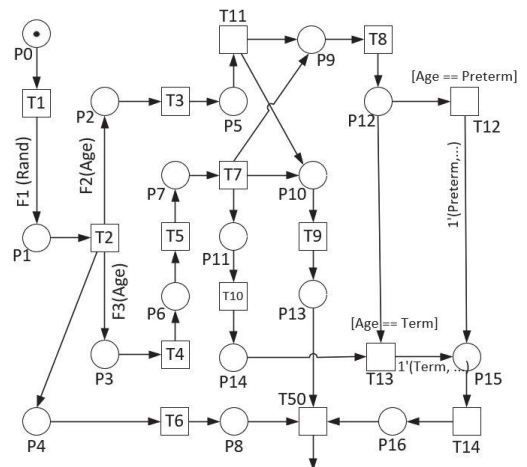 T11
P0
P9
T8
[Age == Preterm]
T1
P2
T3
P5
P12
T12
F1 (Rand)
F2(Age)
P7
T7
P10
1'(Preterm,...)
P1
T2
T5
P11
T9
F3(Age)
P6
T10
P13
[Age == Term]
P3
T4
P14
T13
1'(Term, ...)
P15
P4
T6
P8
T50
P16
T14